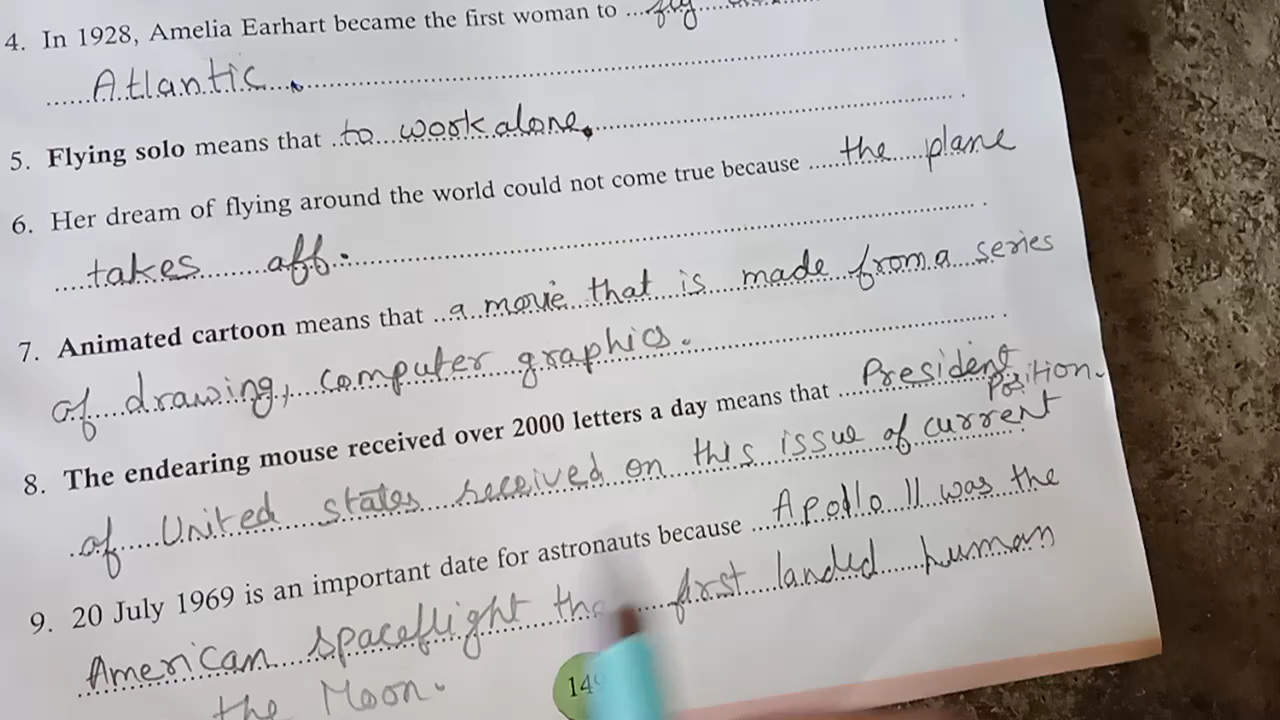 4. In 1928, Amelia Earhart became the first woman to fly
Atlantic.
5. Flying solo means that to work alone.
6. Her dream of flying around the world could not come true because the plane
takes off.
7. Animated cartoon means that a movie that is made from a series
of drawing, computer graphics.
8. The endearing mouse received over 2000 letters a day means that President
Position.
of United states received on this issue of current
9. 20 July 1969 is an important date for astronauts because Apollo 11 was the
American spaceflight first landed human
the Moon.